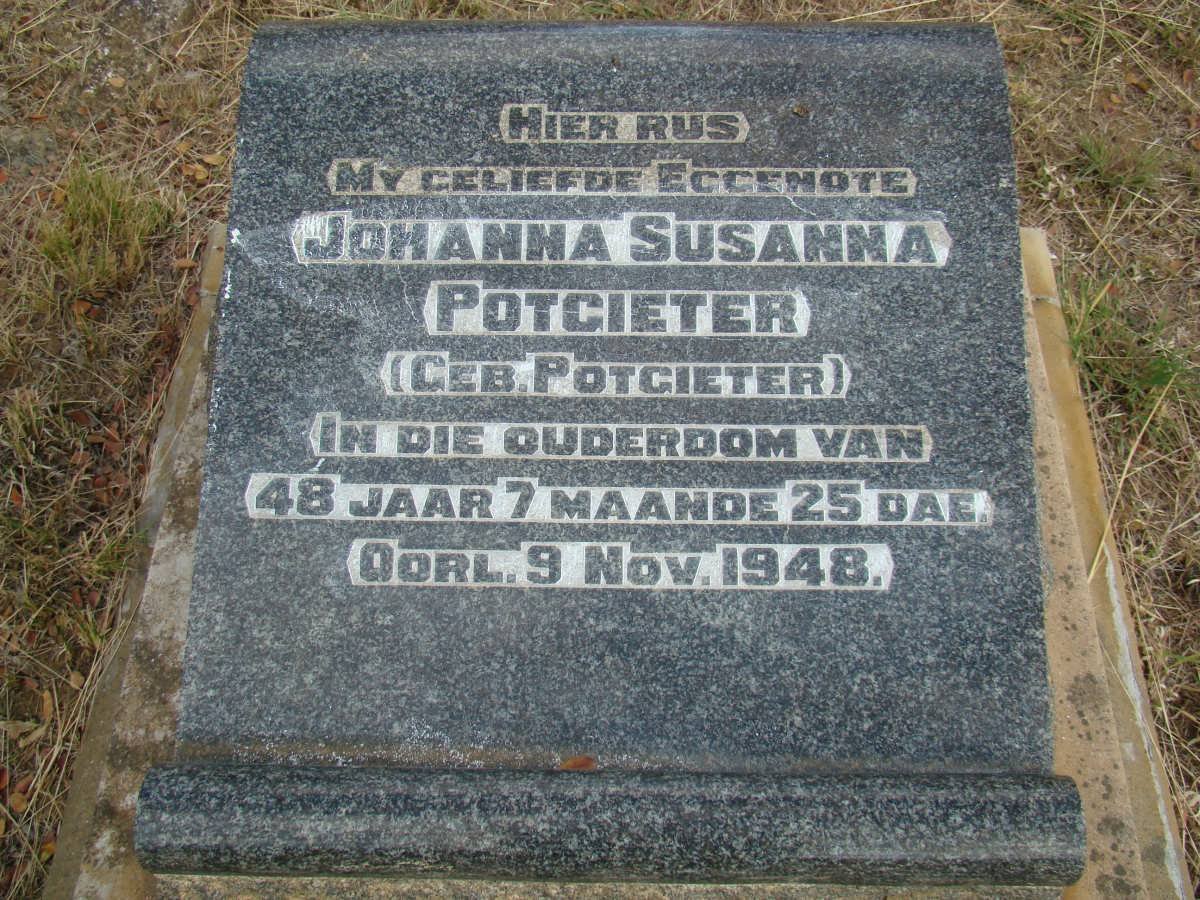 HIER RUS
MY GELIEFDE EGGENOTE
JOHANNA SUSANNA
POTGIETER
(GEB. POTGIETER)
IN DIE OUDERDOM VAN
48 JAAR 7 MAANDE 25 DAE.
OORL. 9 NOV. 1948.